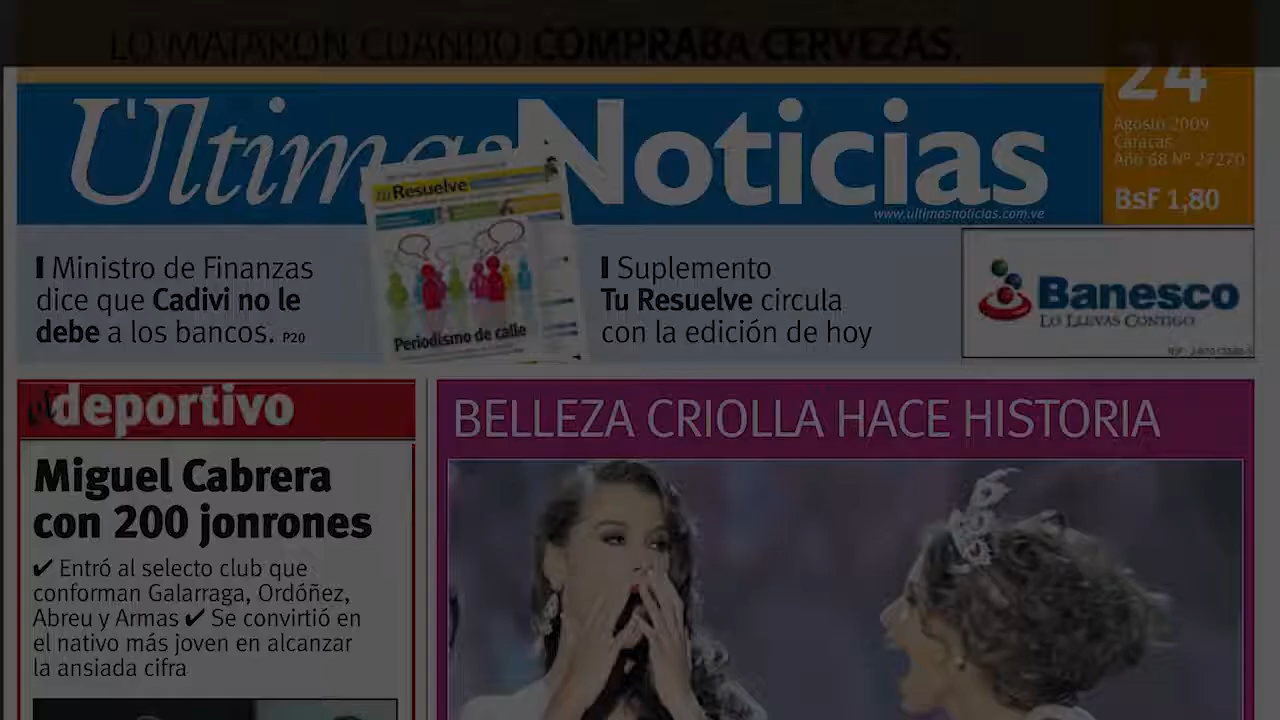 LO MATARON CUANDO COMPRABA CERVEZAS.
Últimas Noticias
24
Agosto 2009
Caracas
Año 68 Nº 27270
BsF 1,80
www.ultimasnoticias.com.ve
Ministro de Finanzas
dice que Cadivi no le
debe a los bancos. P20
tu Resuelve
Periodismo de calle
Suplemento
Tu Resuelve circula
con la edición de hoy
Banesco
LO LLEVAS CONTIGO
el deportivo
Miguel Cabrera
con 200 jonrones
✔ Entró al selecto club que
conforman Galarraga, Ordóñez,
Abreu y Armas ✔ Se convirtió en
el nativo más joven en alcanzar
la ansiada cifra
BELLEZA CRIOLLA HACE HISTORIA